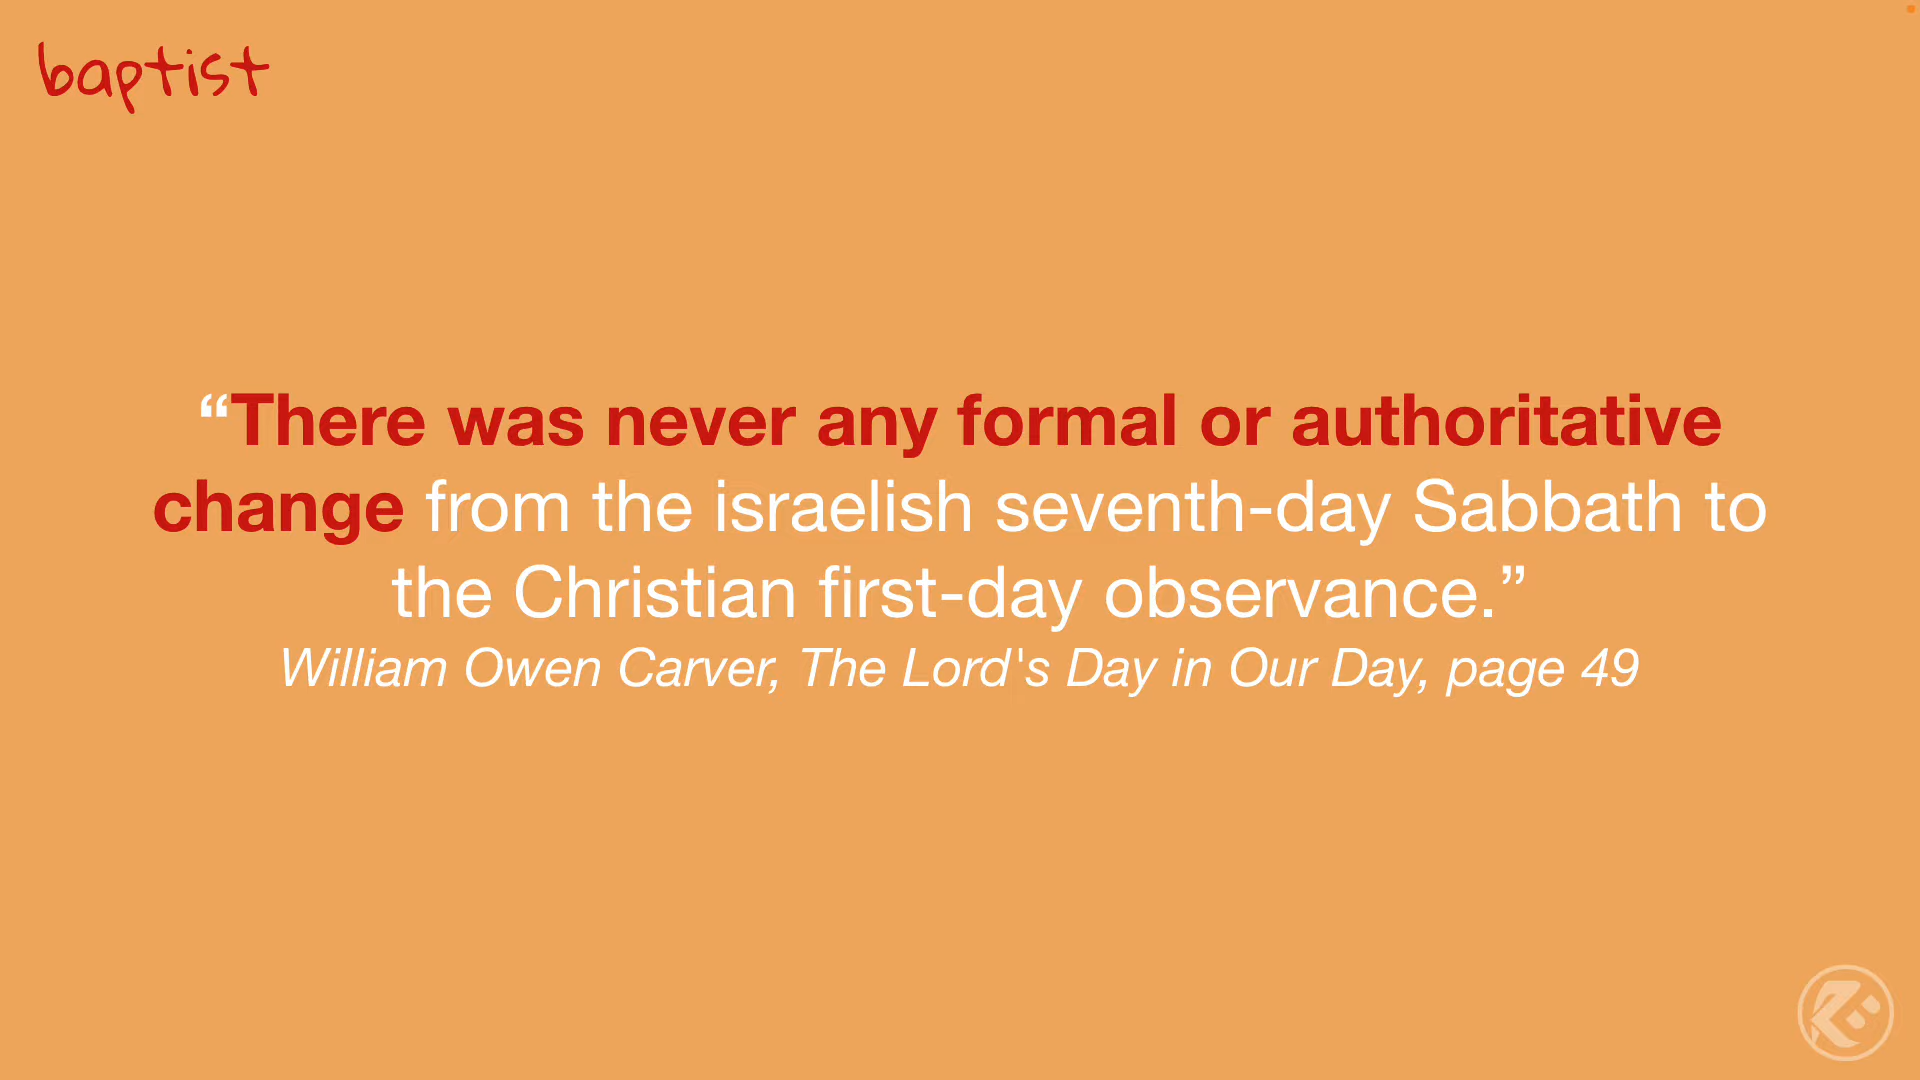 baptist
“There was never any formal or authoritative
change from the israelish seventh-day Sabbath to
the Christian first-day observance.”
William Owen Carver, The Lord's Day in Our Day, page 49